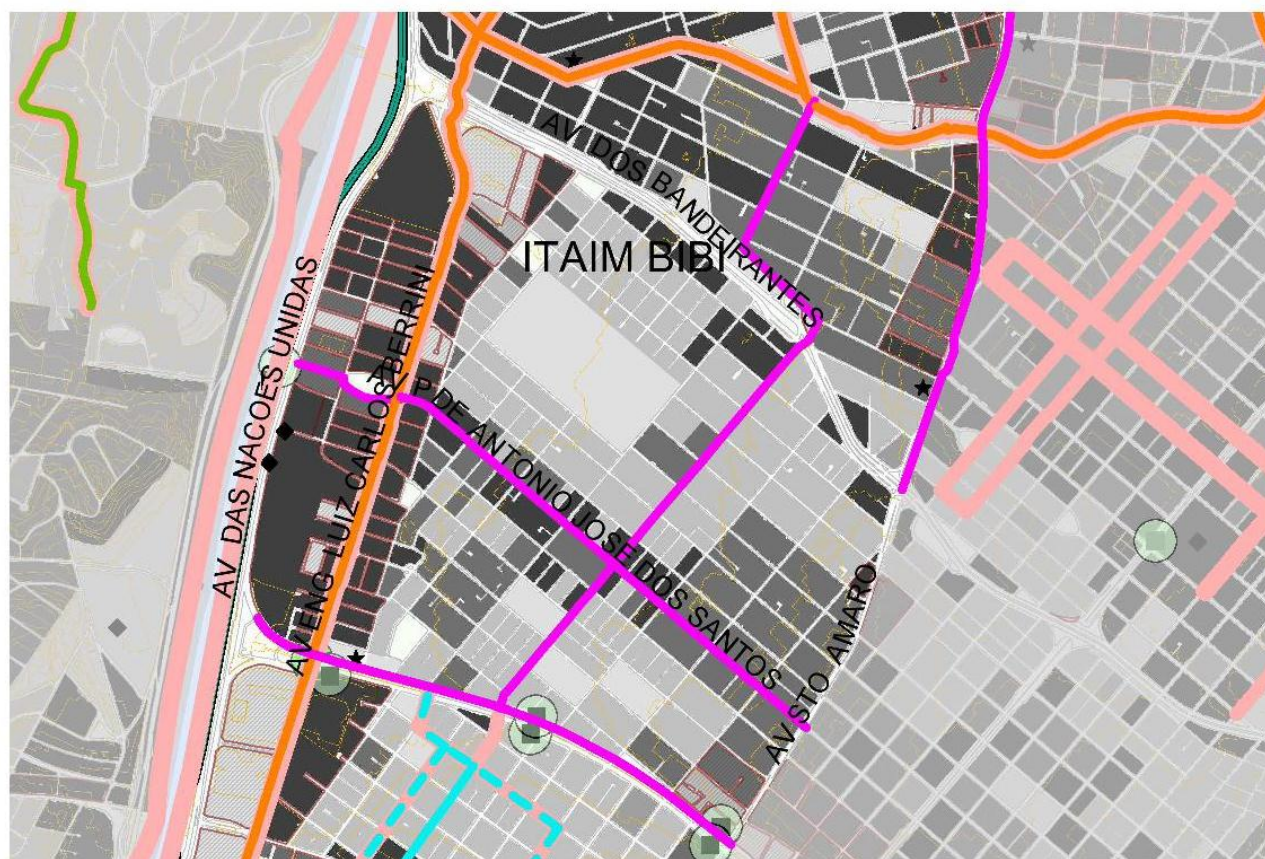 AV DOS BANDEIRANTES
ITAIM BIBI
AV DAS NACOES UNIDAS
AV ENG LUIZ CARLOS BERRINI
AV P DE ANTONIO JOSE DOS SANTOS
AV STO AMARO